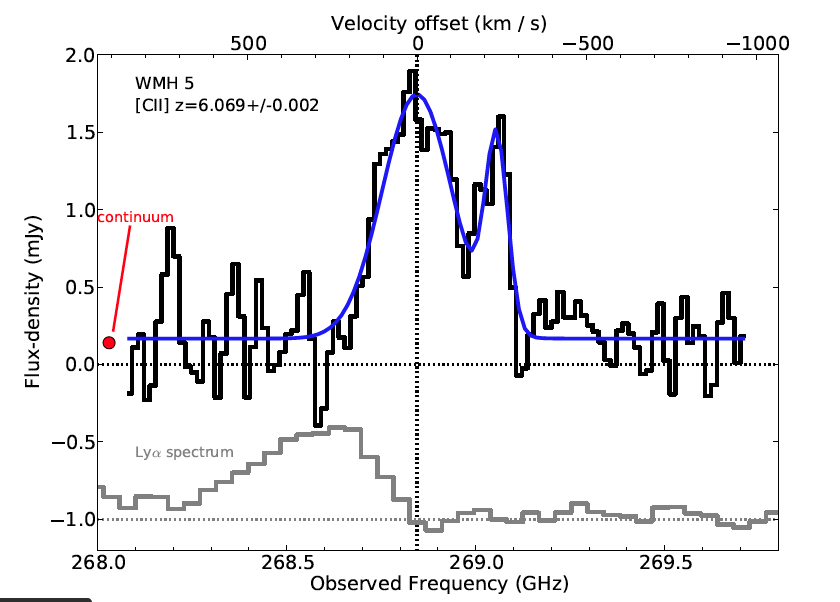 Velocity offset (km / s)
500 0 −500 −1000
WMH 5
[CII] z=6.069+/-0.002
continuum
Flux-density (mJy)
2.0
1.5
1.0
0.5
0.0
−0.5
−1.0
Lyα spectrum
268.0 268.5 269.0 269.5
Observed Frequency (GHz)